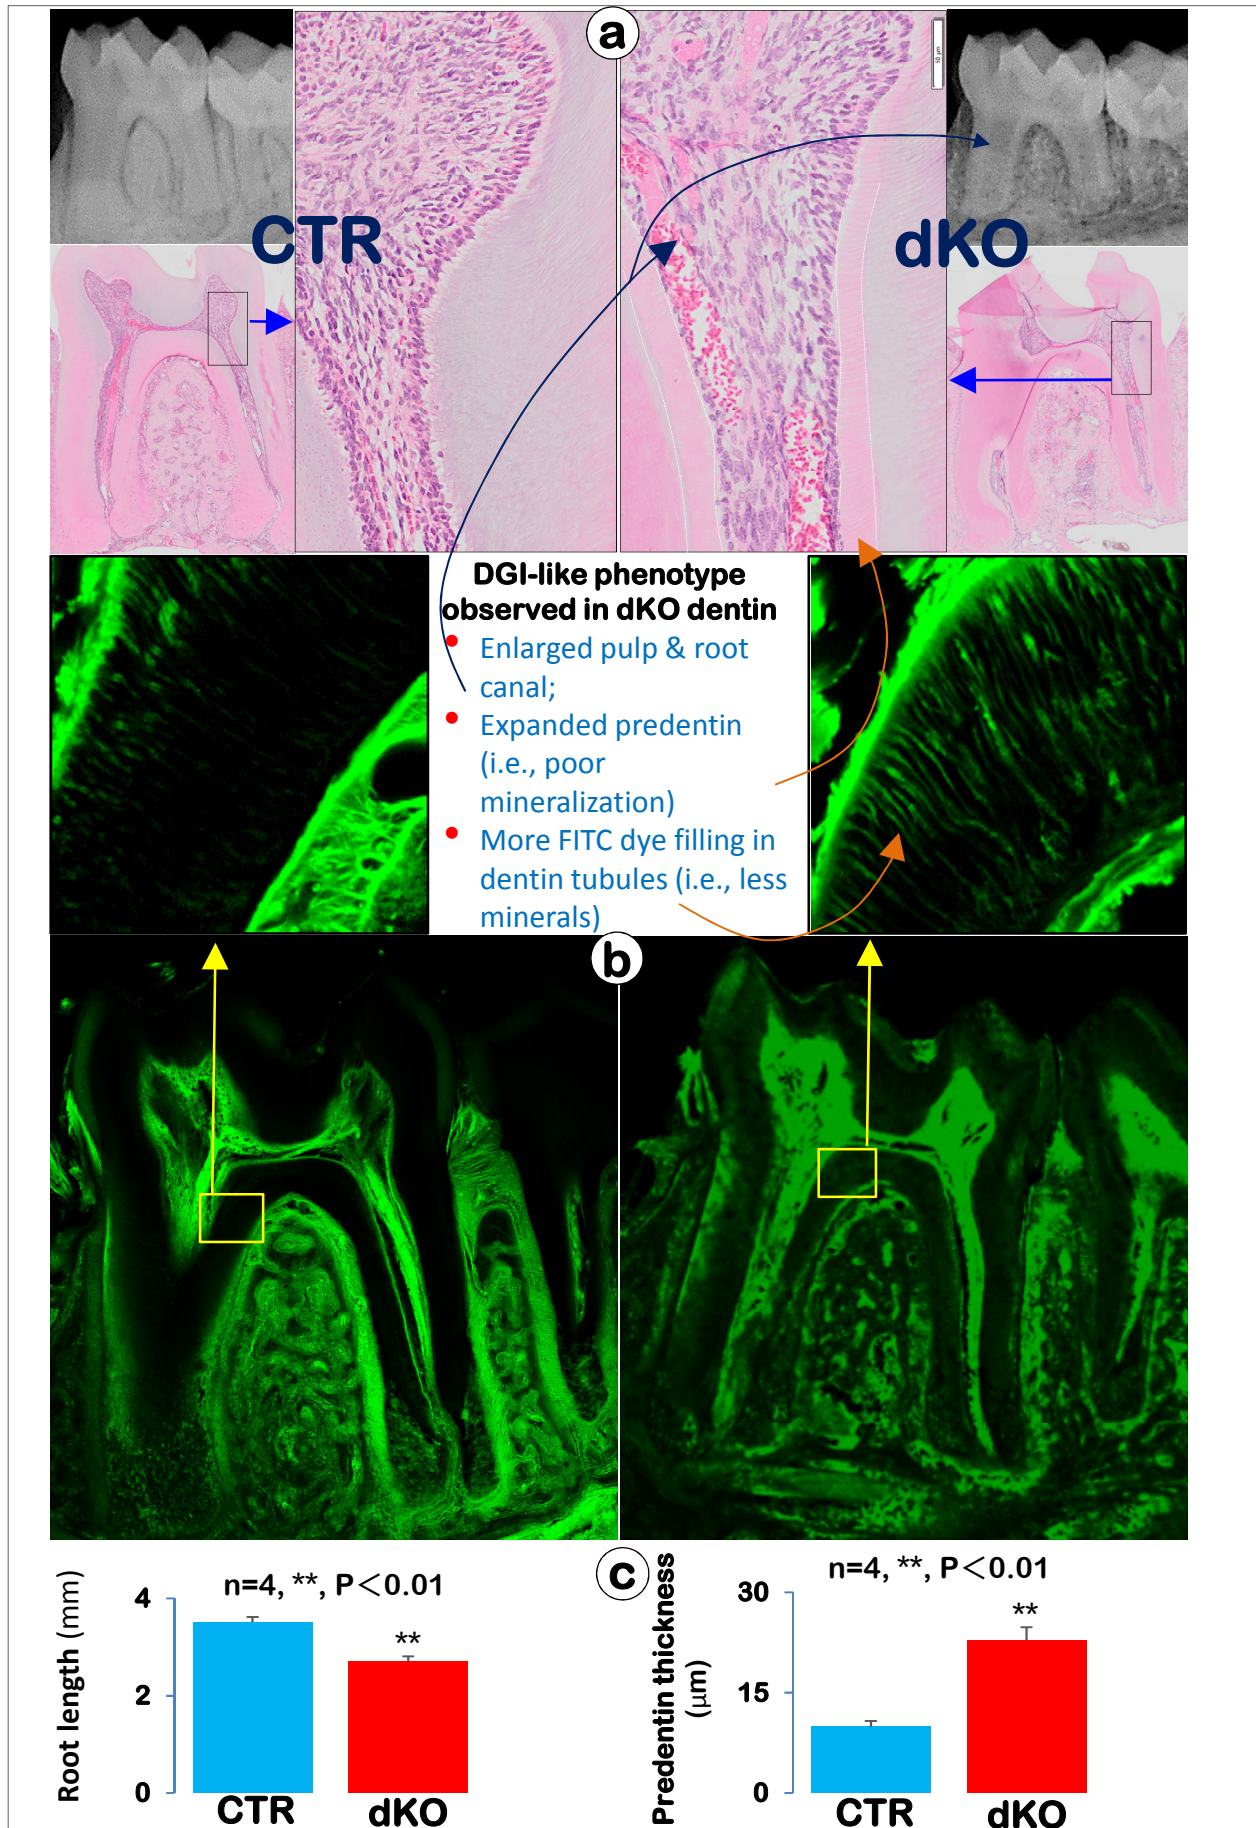 a
50 µm
CTR
dKO
DGI-like phenotype
observed in dKO dentin
• Enlarged pulp & root
canal;
• Expanded predentin
(i.e., poor
mineralization)
• More FITC dye filling in
dentin tubules (i.e., less
minerals)
b
c
n=4, **, P<0.01
Root length (mm)
4
2
0
**
CTR
dKO
n=4, **, P<0.01
Predentin thickness
(µm)
30
15
0
**
CTR
dKO